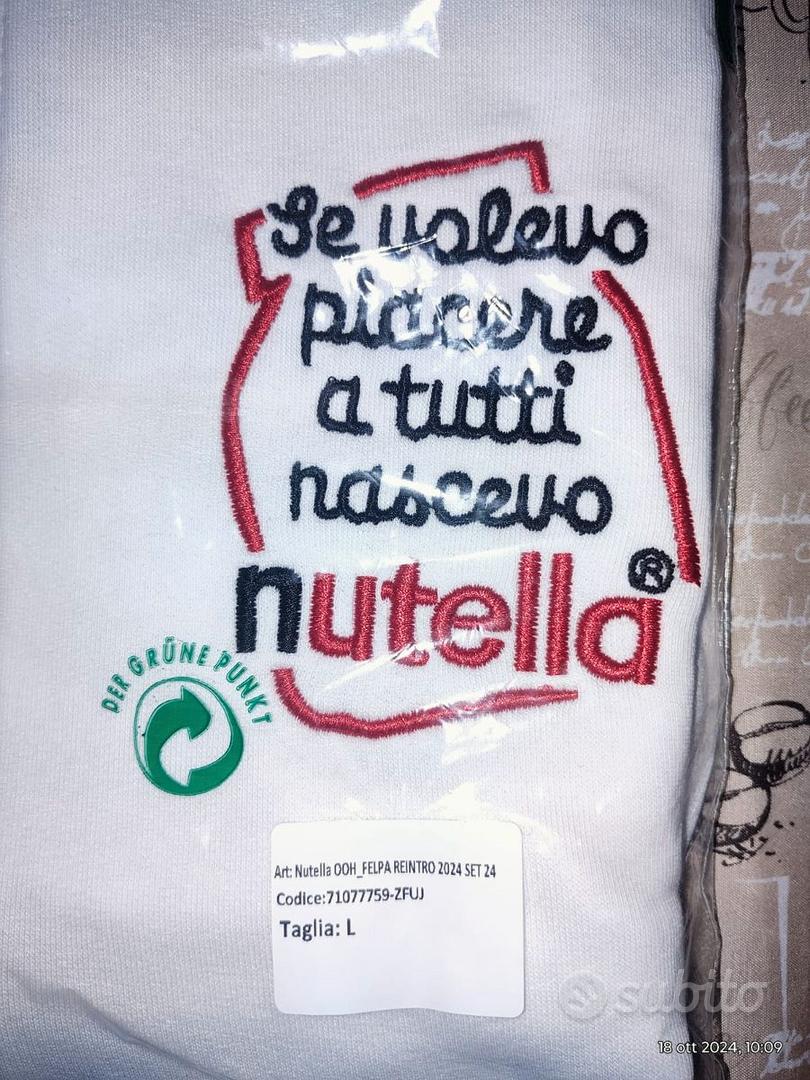 Se volevo
piacere
a tutti
nascevo
nutella®
DER GRÜNE PUNKT
Art: Nutella OOH_FELPA REINTRO 2024 SET 24
Codice:71077759-ZFUJ
Taglia: L
subito
18 ott 2024, 10:09